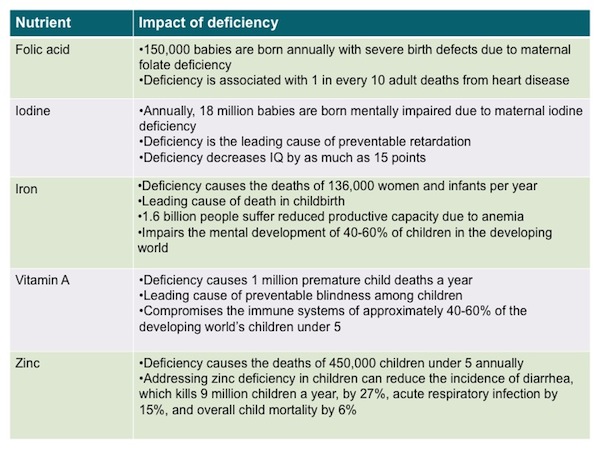 Nutrient Impact of deficiency
Folic acid •150,000 babies are born annually with severe birth defects due to maternal
folate deficiency
•Deficiency is associated with 1 in every 10 adult deaths from heart disease
Iodine •Annually, 18 million babies are born mentally impaired due to maternal iodine
deficiency
•Deficiency is the leading cause of preventable retardation
•Deficiency decreases IQ by as much as 15 points
Iron •Deficiency causes the deaths of 136,000 women and infants per year
•Leading cause of death in childbirth
•1.6 billion people suffer reduced productive capacity due to anemia
•Impairs the mental development of 40-60% of children in the developing
world
Vitamin A •Deficiency causes 1 million premature child deaths a year
•Leading cause of preventable blindness among children
•Compromises the immune systems of approximately 40-60% of the
developing world's children under 5
Zinc •Deficiency causes the deaths of 450,000 children under 5 annually
•Addressing zinc deficiency in children can reduce the incidence of diarrhea,
which kills 9 million children a year, by 27%, acute respiratory infection by
15%, and overall child mortality by 6%